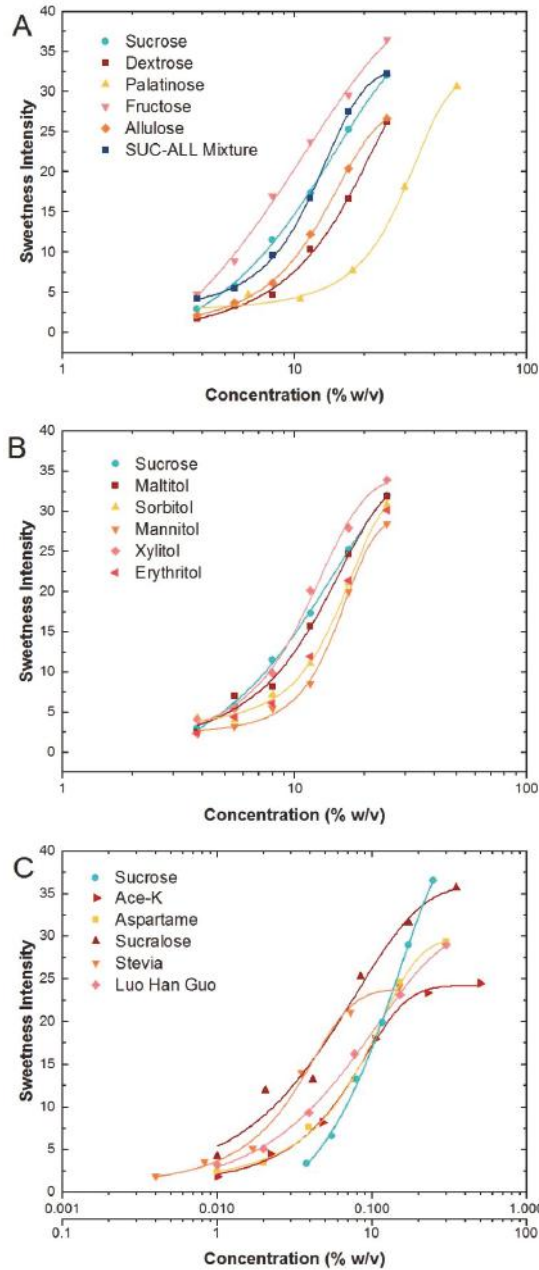 A
Sucrose
Dextrose
Palatinose
Fructose
Allulose
SUC-ALL Mixture
Sweetness Intensity
40
35
30
25
20
15
10
5
0
1
10
100
Concentration (% w/v)
B
Sucrose
Maltitol
Sorbitol
Mannitol
Xylitol
Erythritol
Sweetness Intensity
40
35
30
25
20
15
10
5
0
1
10
100
Concentration (% w/v)
C
Sucrose
Ace-K
Aspartame
Sucralose
Stevia
Luo Han Guo
Sweetness Intensity
40
35
30
25
20
15
10
5
0
0.001
0.010
0.100
1.000
0.1
1
10
100
Concentration (% w/v)